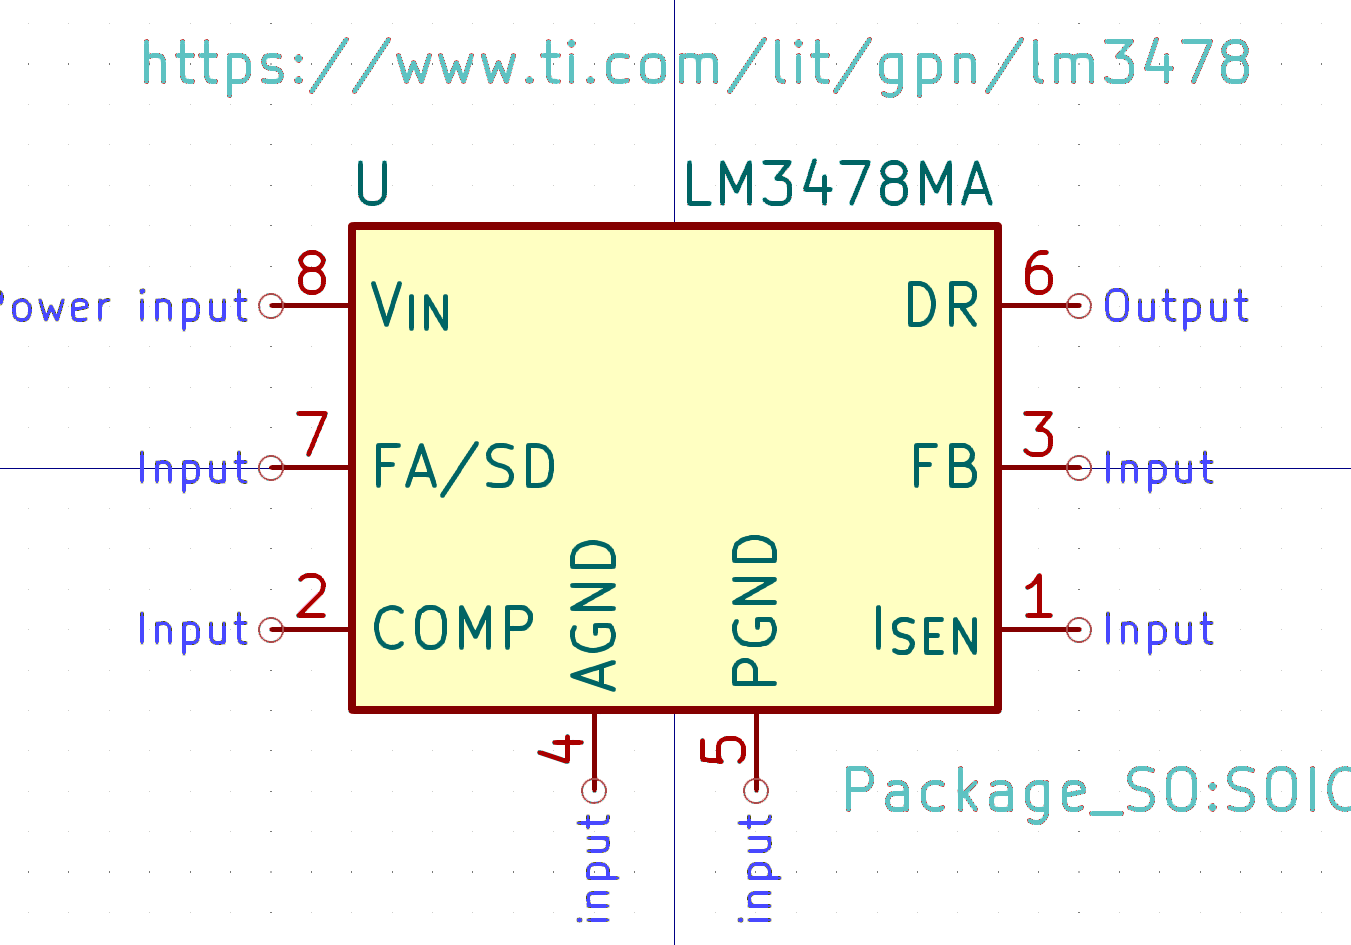 https://www.ti.com/lit/gpn/lm3478
U LM3478MA
8 VIN DR 6 Output
input
7 FA/SD FB 3 Input
Input
2 COMP ISEN 1 Input
Input
AGND
PGND
4
5
input
input
Package_SO:SOIC